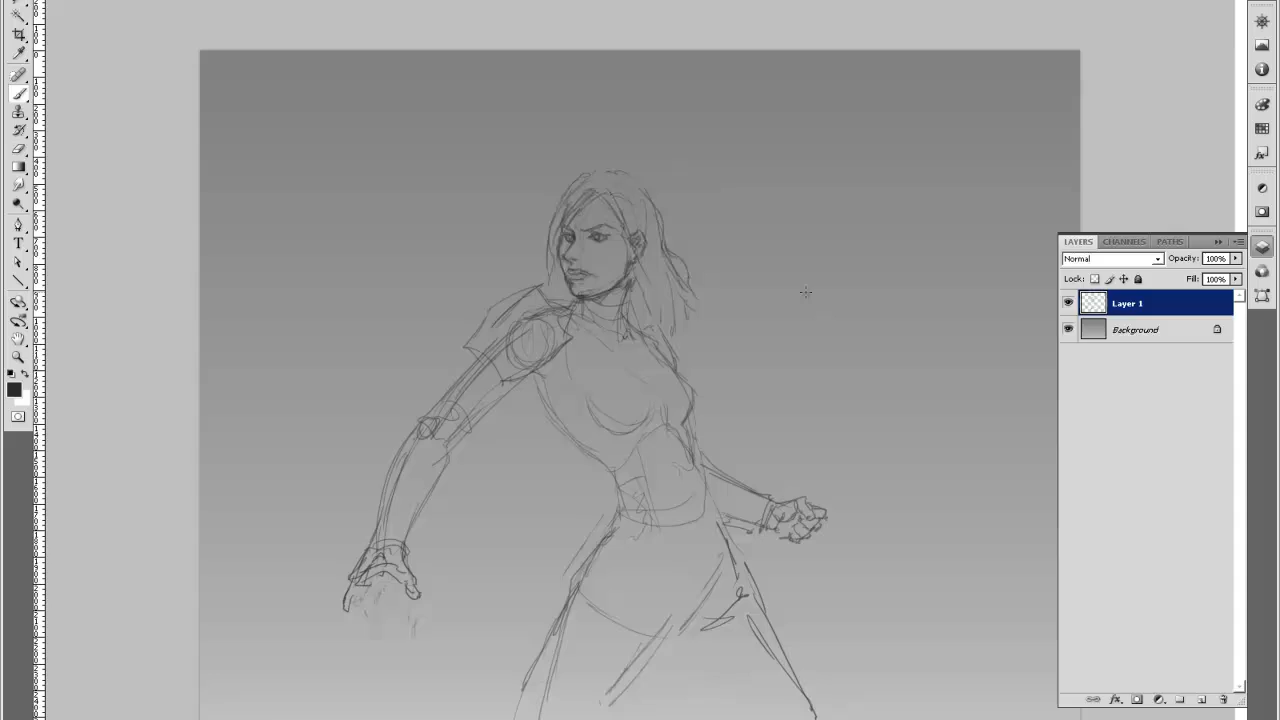 LAYERS CHANNELS PATHS
Normal Opacity: 100%
Lock: Fill: 100%
Layer 1
Background